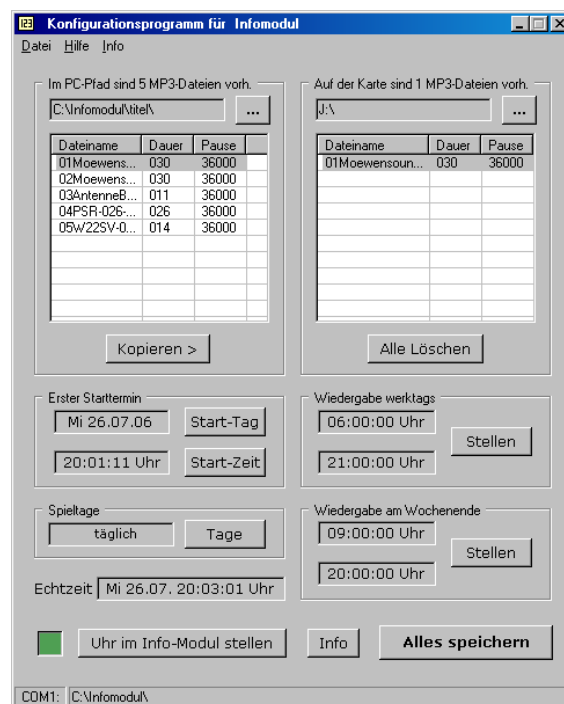 Konfigurationsprogramm für Infomodul
Datei Hilfe Info
Im PC-Pfad sind 5 MP3-Dateien vorh.
C:\Infomodul\titel\ ...
Dateiname Dauer Pause
01Moewens... 030 36000
02Moewens... 030 36000
03AntenneB... 011 36000
04PSR-026-... 026 36000
05W22SV-0... 014 36000
Kopieren >
Auf der Karte sind 1 MP3-Dateien vorh.
J:\ ...
Dateiname Dauer Pause
01Moewensoun... 030 36000
Alle Löschen
Erster Starttermin
Mi 26.07.06 Start-Tag
20:01:11 Uhr Start-Zeit
Wiedergabe werktags
06:00:00 Uhr
Stellen
21:00:00 Uhr
Spieltage
täglich Tage
Wiedergabe am Wochenende
09:00:00 Uhr
Stellen
20:00:00 Uhr
Echtzeit Mi 26.07. 20:03:01 Uhr
Uhr im Info-Modul stellen Info Alles speichern
COM1: C:\Infomodul\